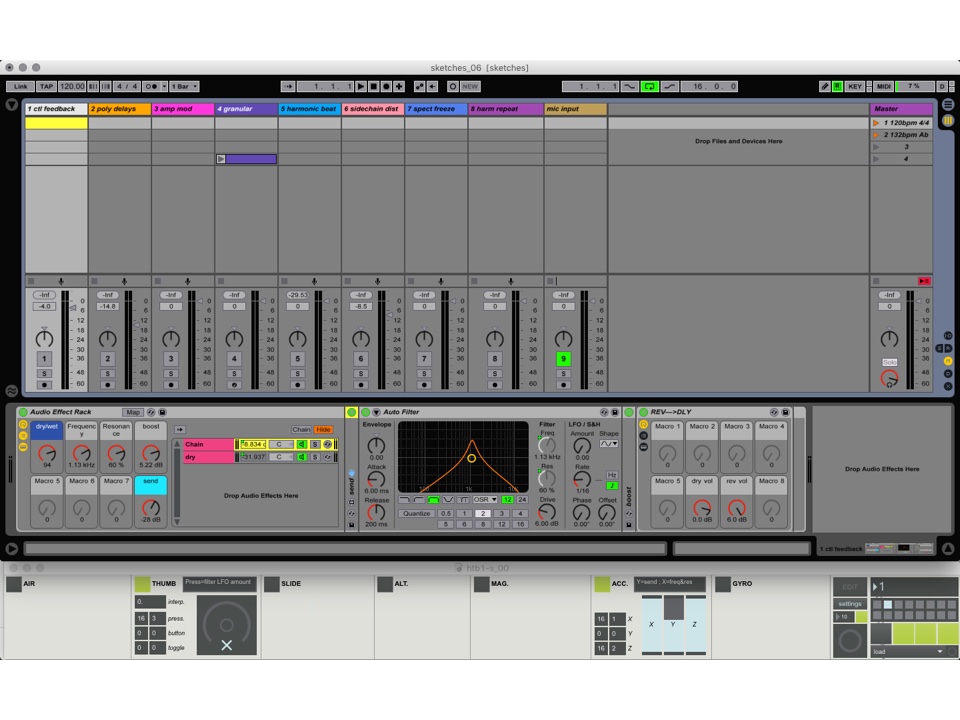 sketches_06 [sketches]
Link TAP 120.00 4 / 4 1 Bar 1. 1. 1 NEW 1. 1. 1 16. 0. 0 KEY MIDI 7 % D
1 ctl feedback 2 poly delays 3 amp mod 4 granular 5 harmonic beat 6 sidechain dist 7 spect freeze 8 harm repeat mic input Master
1 120bpm 4/4
2 132bpm Ab
3
4
Drop Files and Devices Here
-Inf -Inf -Inf -Inf -29.53 -Inf -Inf -Inf -Inf -Inf
-4.0 -14.8 0 0 0 -8.5 0 0 0 0
0 6 12 18 24 30 36 48 60
1 2 3 4 5 6 7 8 9 Solo
S S S S S S S S S
Audio Effect Rack Map
dry/wet Frequency Resonance boost
94 1.13 kHz 60 % 5.22 dB
Macro 5 Macro 6 Macro 7 send
0 0 0 -28 dB
Chain Hide
Chain C S
dry -31.937 C S
Drop Audio Effects Here
send
Auto Filter
Envelope
0.00
Attack
6.00 ms
Release
200 ms
100 1K 10K
OSR 12 24
Quantize 0.5 1 2 3 4
5 6 8 12 16
Filter
Freq
1.13 kHz
Res
60 %
Drive
6.00 dB
LFO / S&H
Amount Shape
0.00
Rate Hz
1/16
Phase Offset
0.00° 0.00°
boost
REV--->DLY
Macro 1 Macro 2 Macro 3 Macro 4
0 0 0 0
Macro 5 dry vol rev vol Macro 8
0 0.0 dB 0.0 dB 0
Drop Audio Effects Here
1 ctl feedback
htb1-s_00
AIR THUMB Press=filter LFO amount SLIDE ALT. MAG. ACC. Y=send ; X=freq&res GYRO EDIT 1
0. interp.
16 3 press.
0 0 button
0 0 toggle
16 1 X
0 0 Y
16 2 Z
X Y Z
settings
10
load